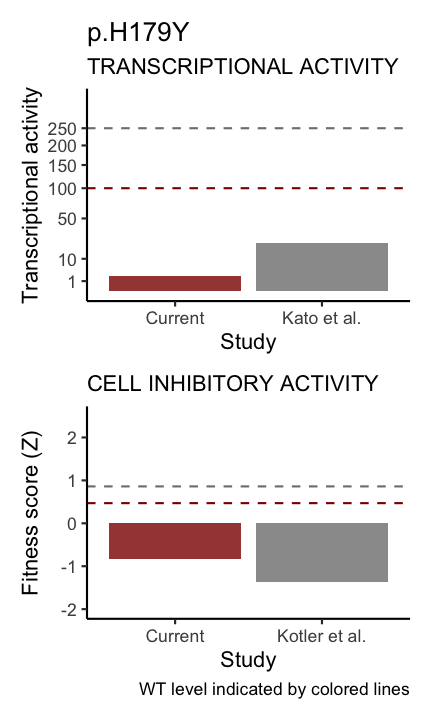 p.H179Y
TRANSCRIPTIONAL ACTIVITY
Transcriptional activity
250
200
150
100
50
10
1
Current
Kato et al.
Study
CELL INHIBITORY ACTIVITY
Fitness score (Z)
2
1
0
-1
-2
Current
Kotler et al.
Study
WT level indicated by colored lines